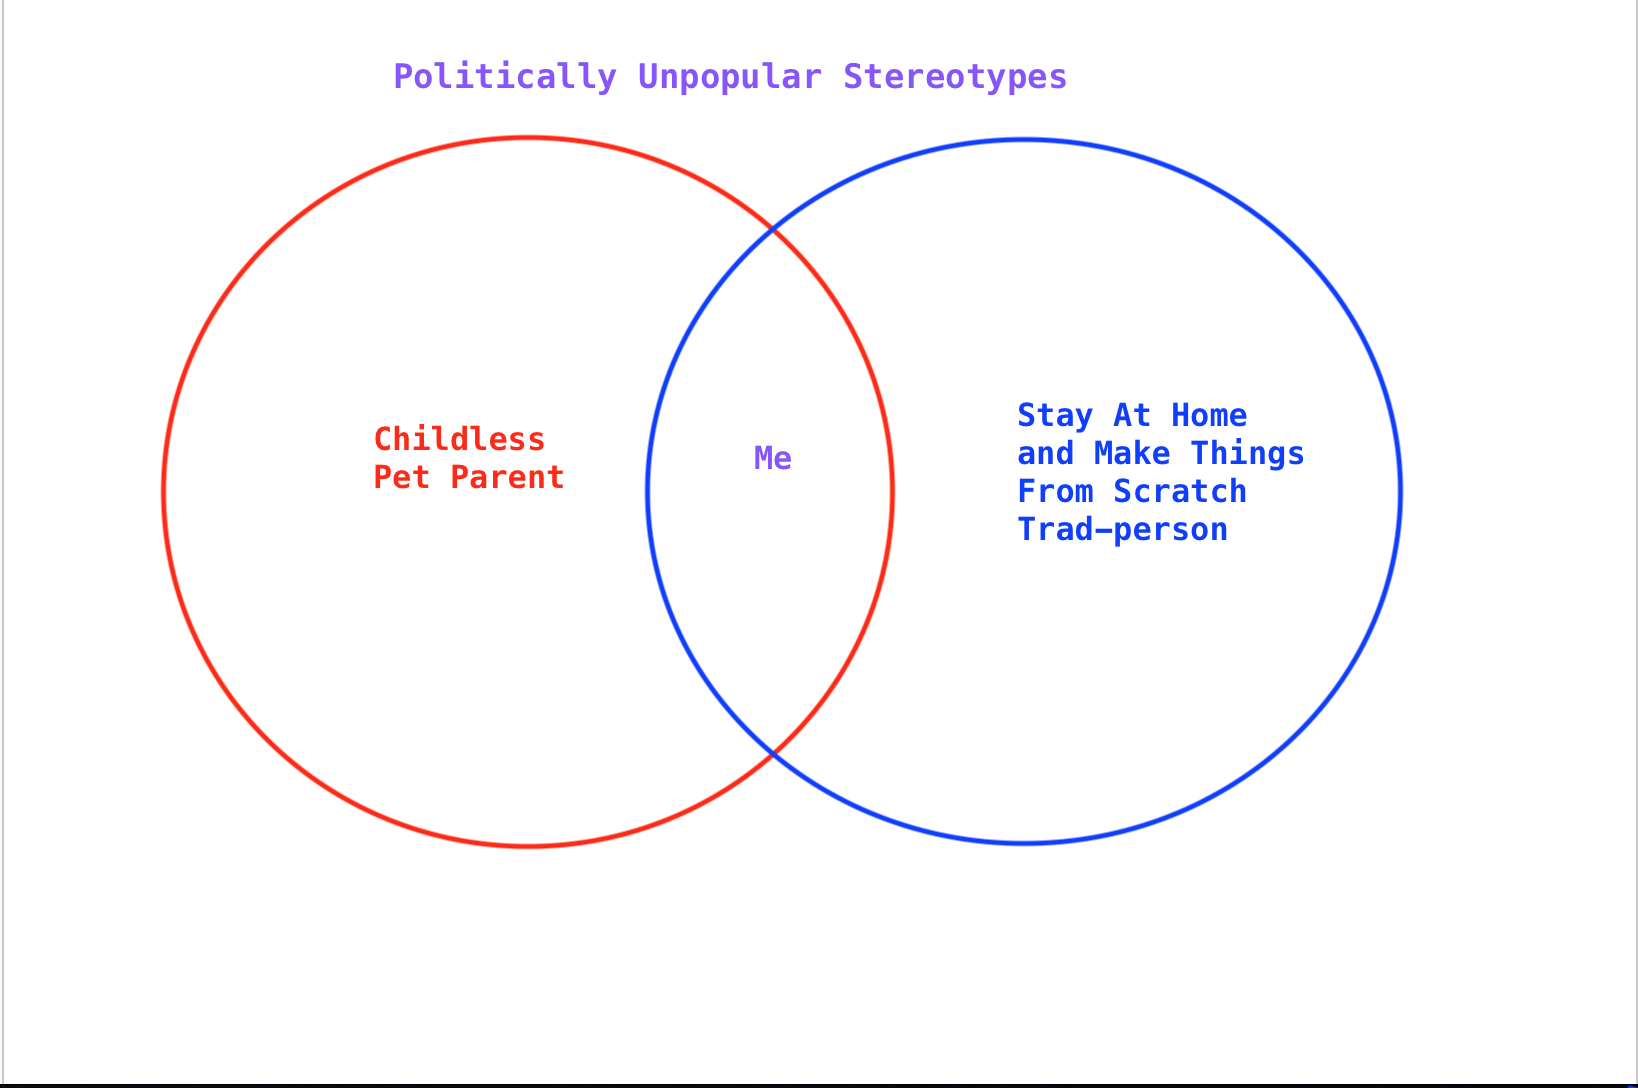 Politically Unpopular Stereotypes
Childless
Pet Parent
Me
Stay At Home
and Make Things
From Scratch
Trad-person